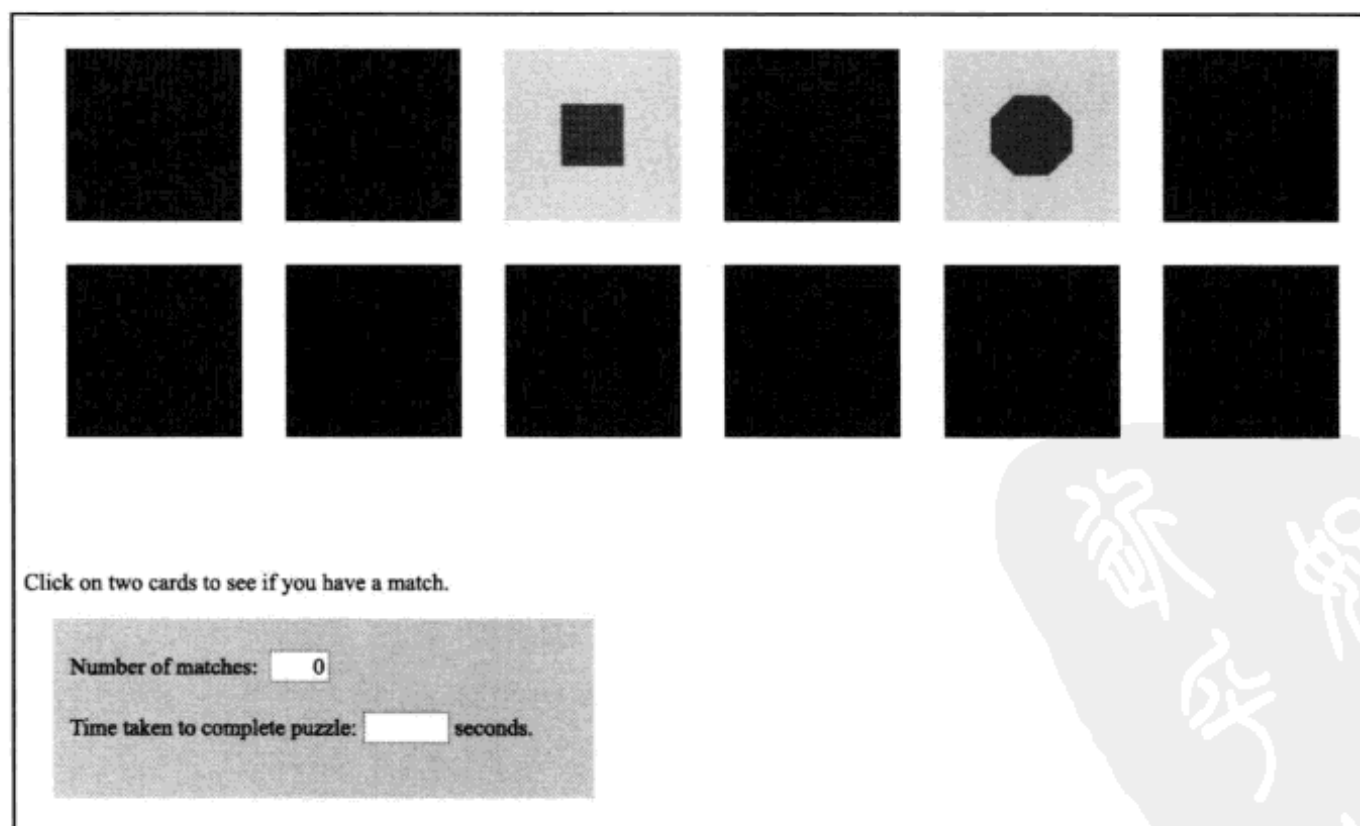 Click on two cards to see if you have a match.
Number of matches: 0
Time taken to complete puzzle: seconds.